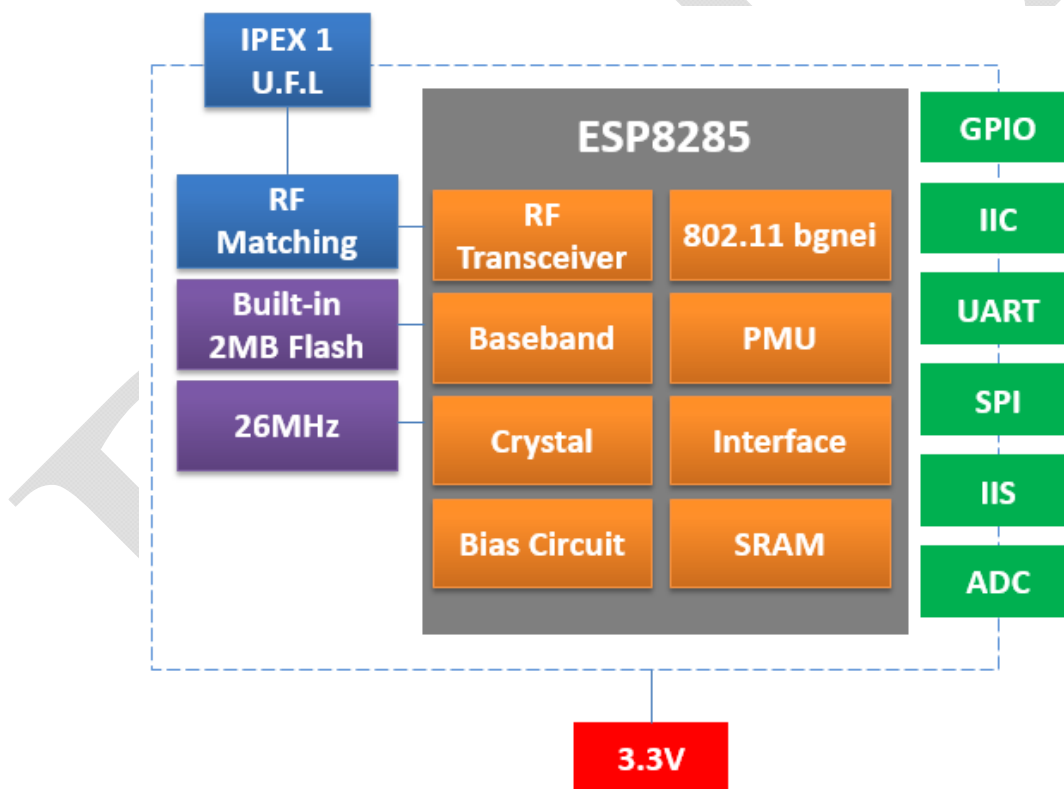 IPEX 1
U.F.L
ESP8285
RF
Matching
Built-in
2MB Flash
26MHz
RF
Transceiver
802.11 bgnei
Baseband
PMU
Crystal
Interface
Bias Circuit
SRAM
GPIO
IIC
UART
SPI
IIS
ADC
3.3V